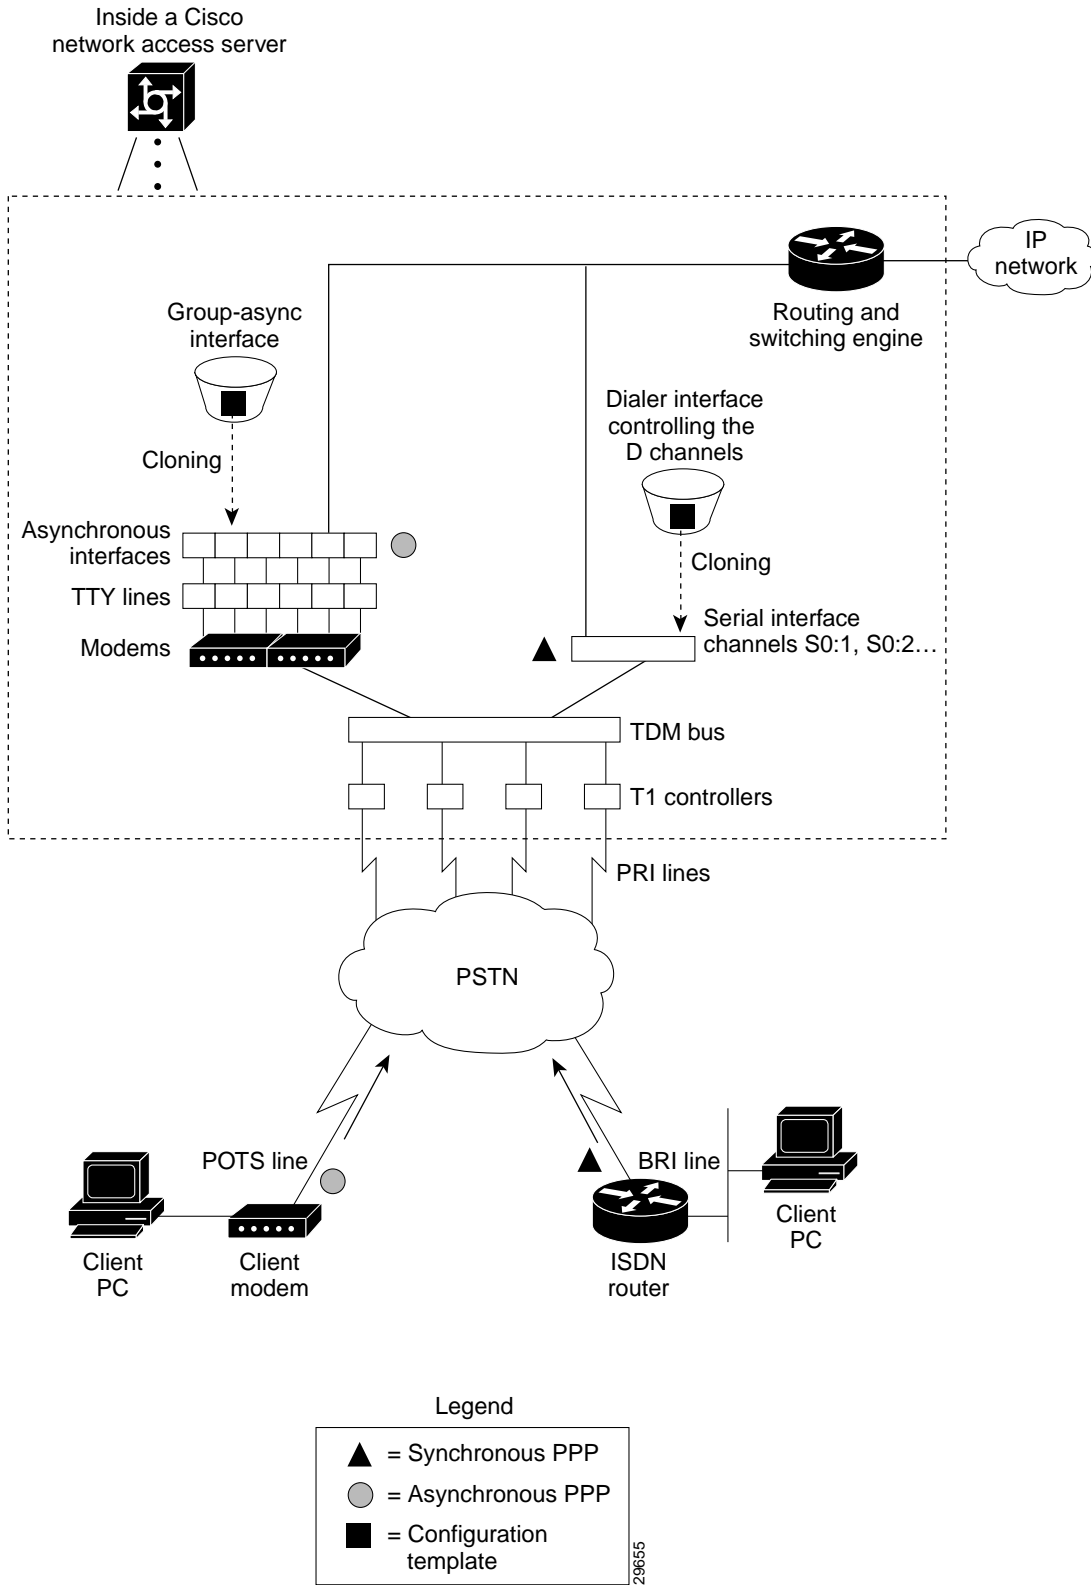 Inside a Cisco
network access server
IP
network
Routing and
switching engine
Group-async
interface
Dialer interface
controlling the
D channels
Cloning
Asynchronous
interfaces
Cloning
TTY lines
Serial interface
channels S0:1, S0:2…
Modems
TDM bus
T1 controllers
PRI lines
PSTN
POTS line
BRI line
Client
PC
Client
PC
Client
modem
ISDN
router
Legend
= Synchronous PPP
= Asynchronous PPP
= Configuration
template
29655